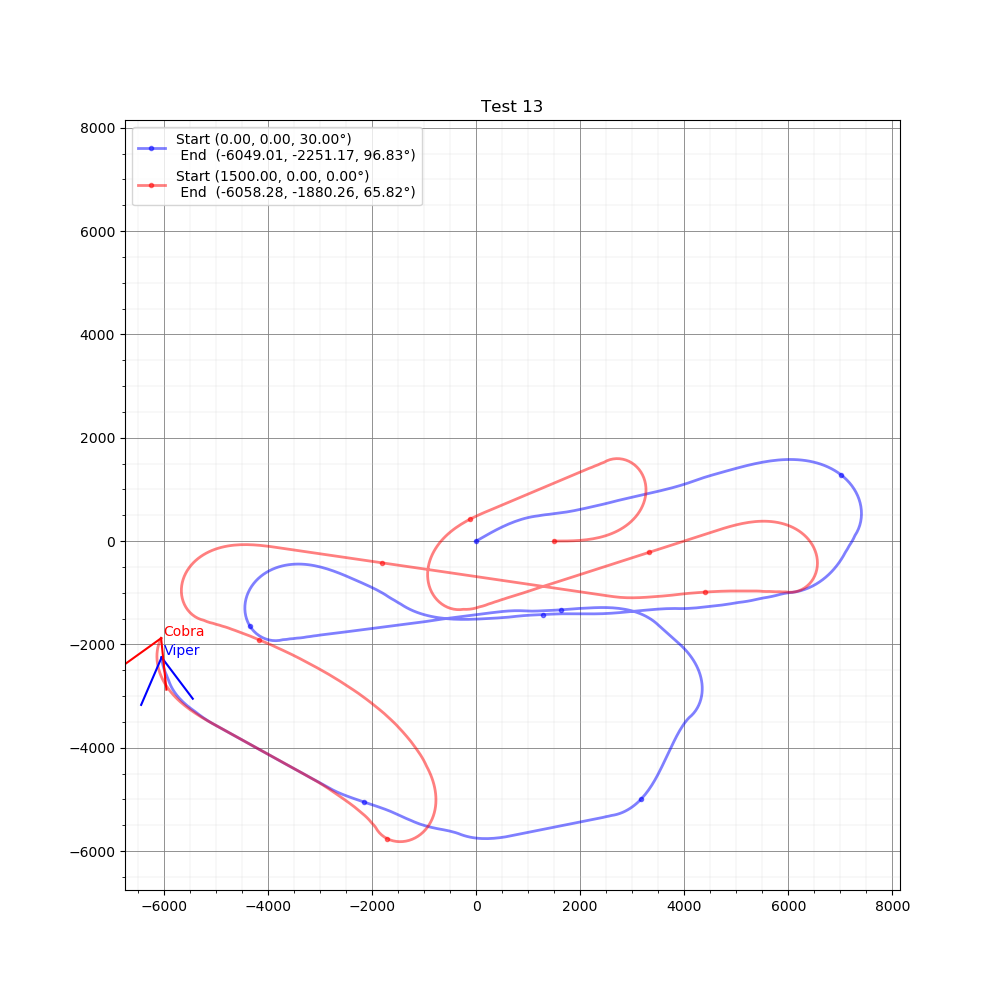 Test 13
Start (0.00, 0.00, 30.00°)
End  (-6049.01, -2251.17, 96.83°)
Start (1500.00, 0.00, 0.00°)
End  (-6058.28, -1880.26, 65.82°)
8000
6000
4000
2000
0
−2000
−4000
−6000
Cobra
Viper
−6000 −4000 −2000 0 2000 4000 6000 8000